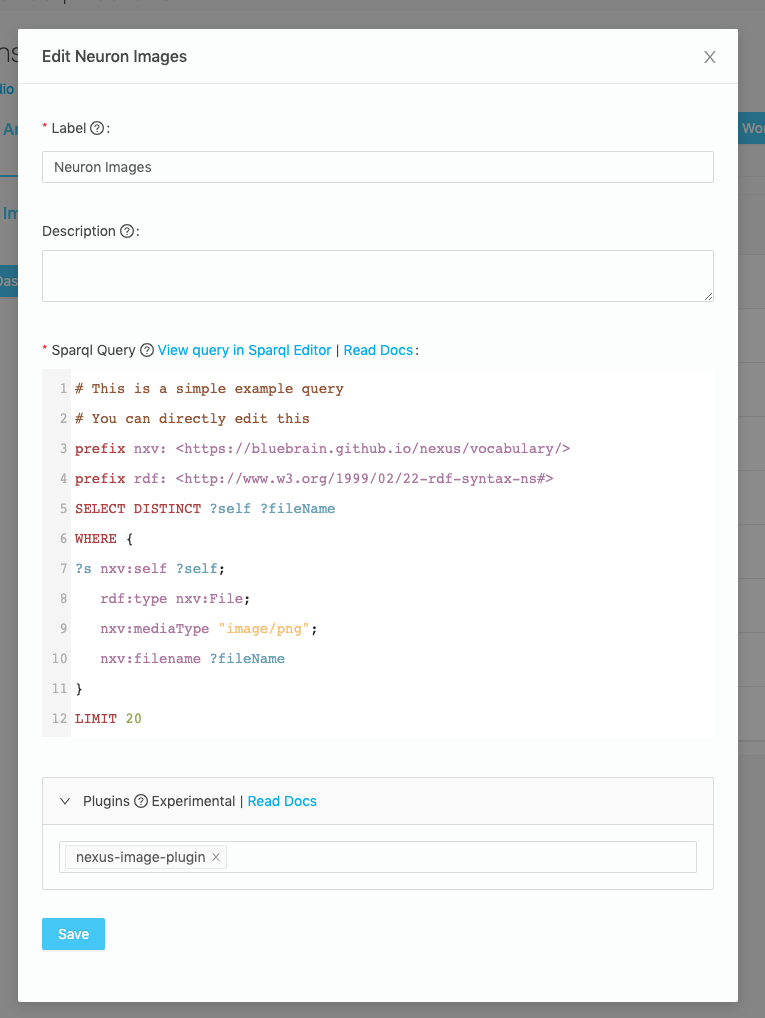 Edit Neuron Images
* Label ? :
Neuron Images
Description ? :
* Sparql Query ? View query in Sparql Editor | Read Docs :
1 # This is a simple example query
2 # You can directly edit this
3 prefix nxv: <https://bluebrain.github.io/nexus/vocabulary/>
4 prefix rdf: <http://www.w3.org/1999/02/22-rdf-syntax-ns#>
5 SELECT DISTINCT ?self ?fileName
6 WHERE {
7 ?s nxv:self ?self;
8 rdf:type nxv:File;
9 nxv:mediaType "image/png";
10 nxv:filename ?fileName
11 }
12 LIMIT 20
Plugins ? Experimental | Read Docs
nexus-image-plugin
Save